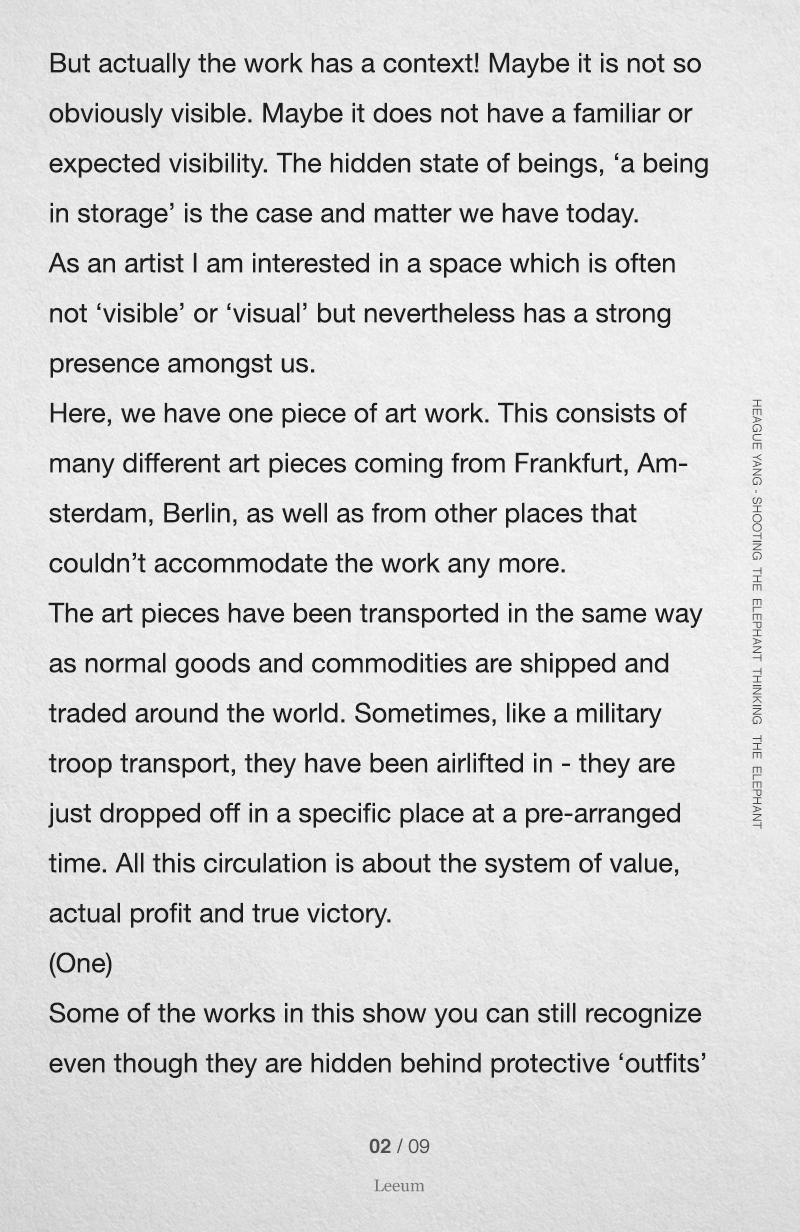 But actually the work has a context! Maybe it is not so
obviously visible. Maybe it does not have a familiar or
expected visibility. The hidden state of beings, ‘a being
in storage’ is the case and matter we have today.
As an artist I am interested in a space which is often
not ‘visible’ or ‘visual’ but nevertheless has a strong
presence amongst us.
Here, we have one piece of art work. This consists of
many different art pieces coming from Frankfurt, Am-
sterdam, Berlin, as well as from other places that
couldn’t accommodate the work any more.
The art pieces have been transported in the same way
as normal goods and commodities are shipped and
traded around the world. Sometimes, like a military
troop transport, they have been airlifted in - they are
just dropped off in a specific place at a pre-arranged
time. All this circulation is about the system of value,
actual profit and true victory.
(One)
Some of the works in this show you can still recognize
even though they are hidden behind protective ‘outfits’
HEAGUE YANG - SHOOTING THE ELEPHANT THINKING THE ELEPHANT
02 / 09
Leeum